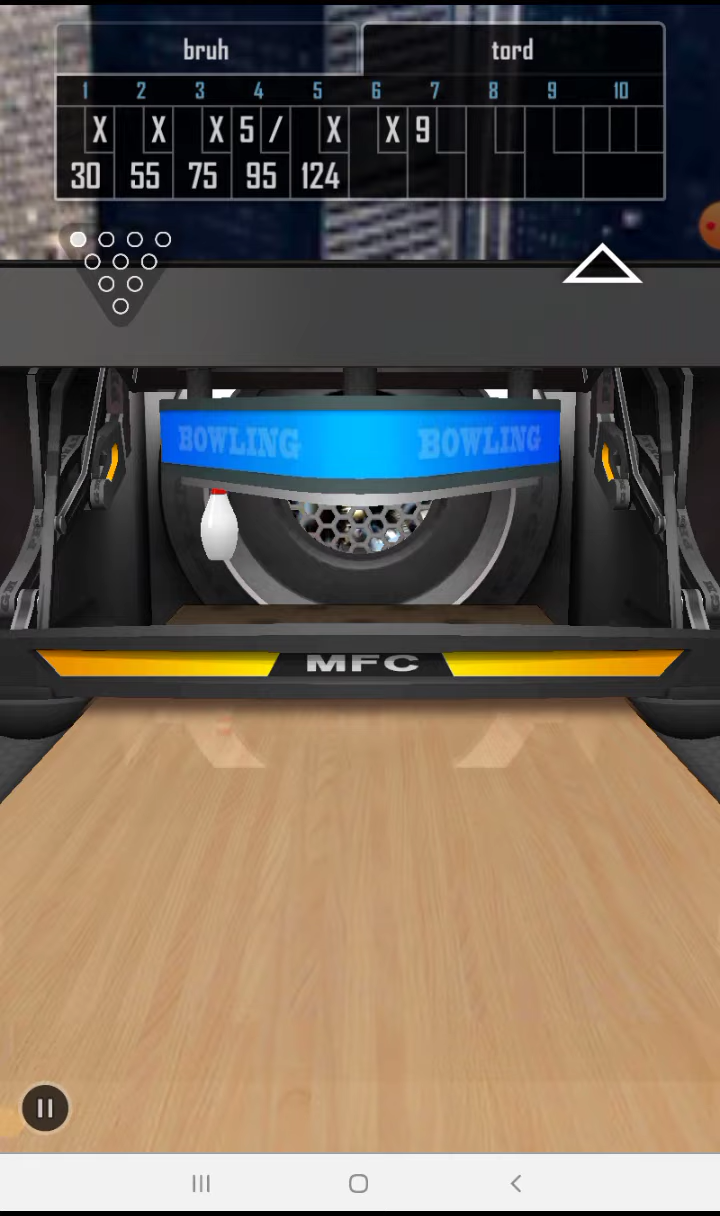 bruh tord
1 2 3 4 5 6 7 8 9 10
X X X 5 / X X 9
30 55 75 95 124
BOWLING BOWLING
MFC